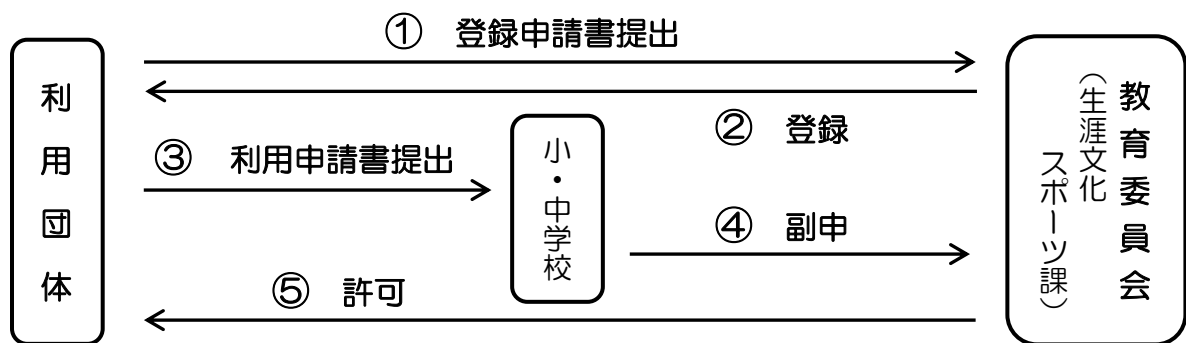 ① 登録申請書提出
利用団体
教育委員会
(生涯文化
スポーツ課)
② 登録
③ 利用申請書提出
小・中学校
④ 副申
⑤ 許可